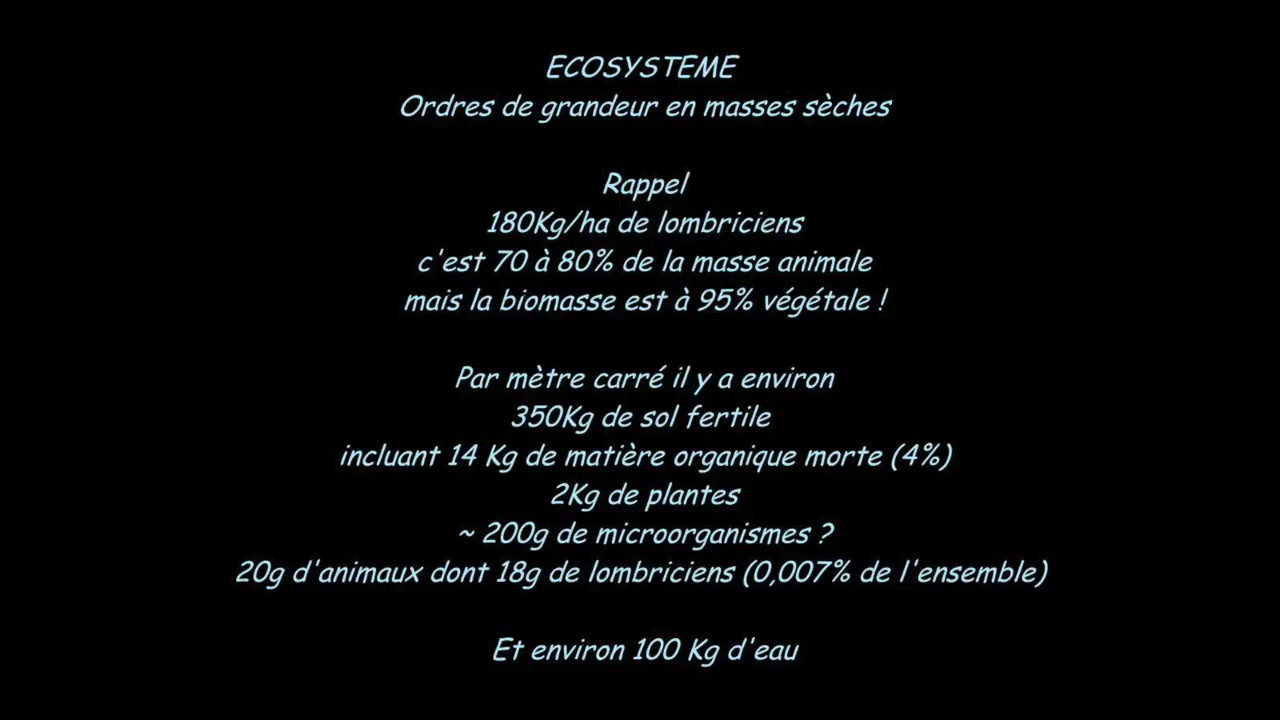 ECOSYSTEME
Ordres de grandeur en masses sèches
Rappel
180Kg/ha de lombriciens
c'est 70 à 80% de la masse animale
mais la biomasse est à 95% végétale !
Par mètre carré il y a environ
350Kg de sol fertile
incluant 14 Kg de matière organique morte (4%)
2Kg de plantes
~ 200g de microorganismes ?
20g d'animaux dont 18g de lombriciens (0,007% de l'ensemble)
Et environ 100 Kg d'eau